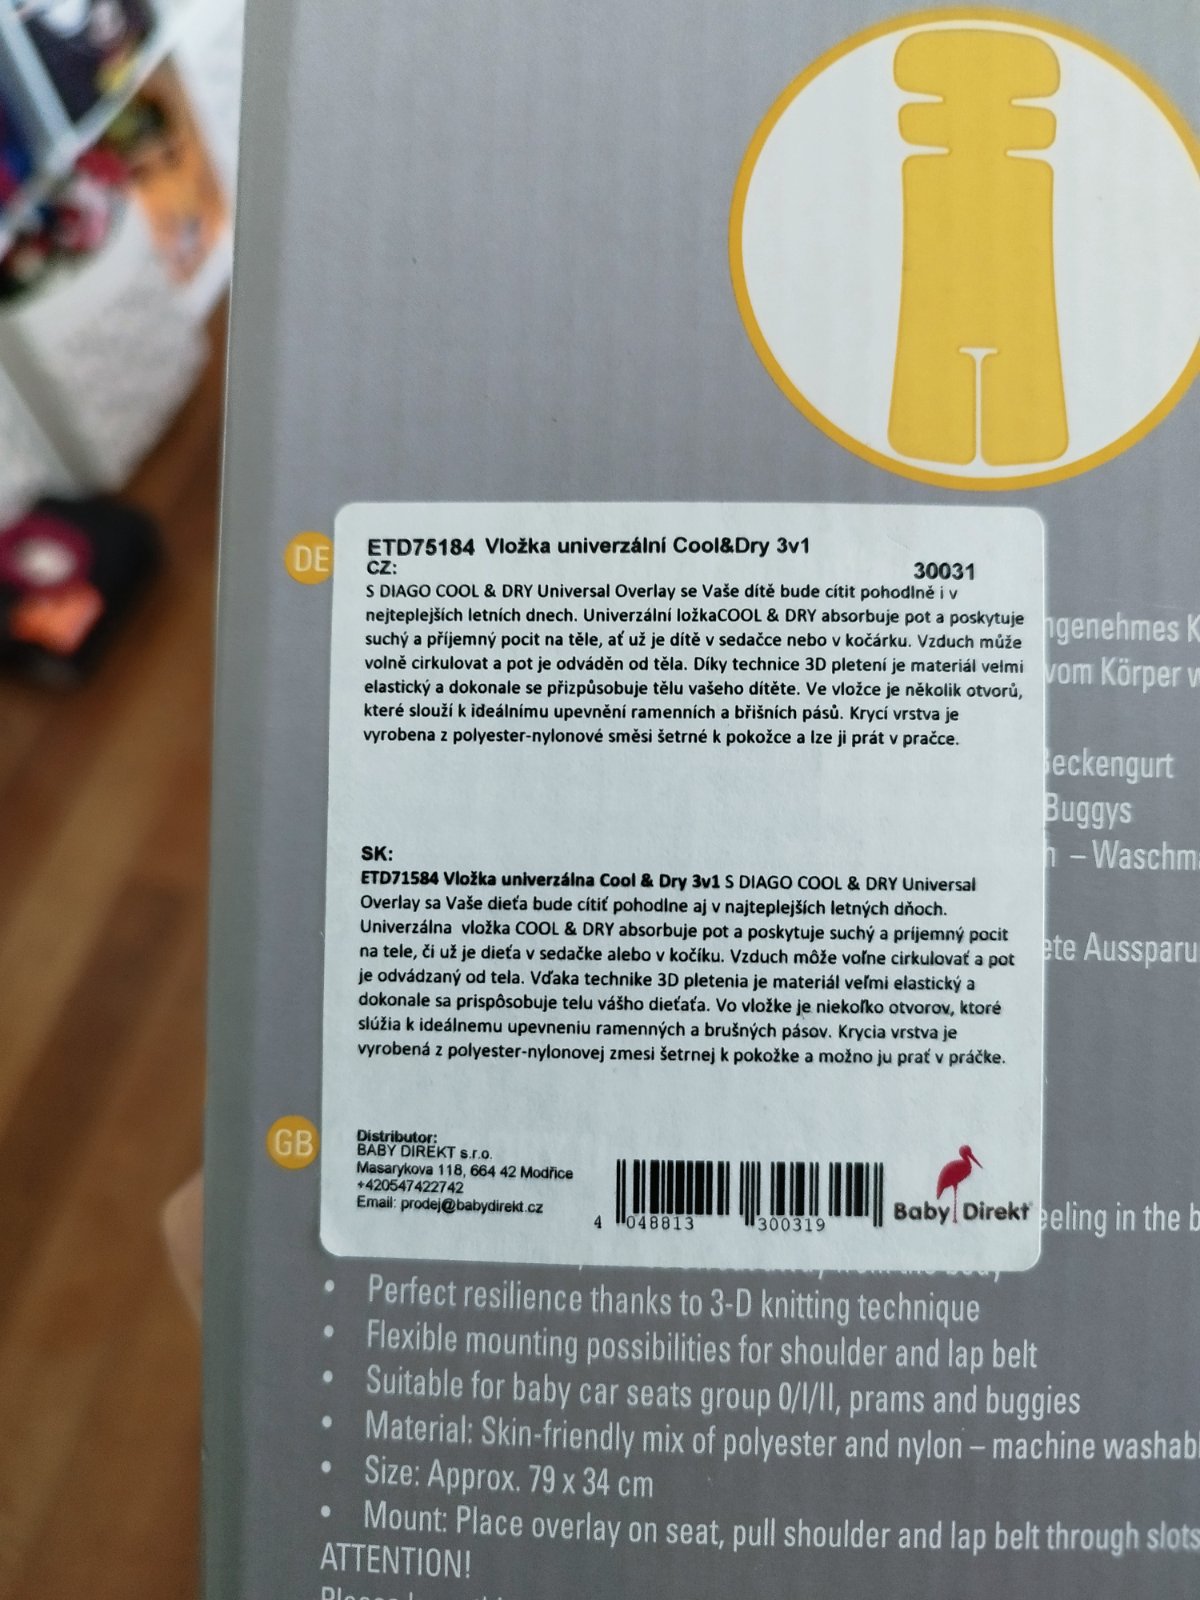 DE
ETD75184 Vložka univerzální Cool&Dry 3v1
CZ:
30031
S DIAGO COOL & DRY Universal Overlay se Vaše dítě bude cítit pohodlně i v
nejteplejších letních dnech. Univerzální ložkaCOOL & DRY absorbuje pot a poskytuje
suchý a příjemný pocit na těle, ať už je dítě v sedačce nebo v kočárku. Vzduch může
volně cirkulovat a pot je odváděn od těla. Díky technice 3D pletení je materiál velmi
elastický a dokonale se přizpůsobuje tělu vašeho dítěte. Ve vložce je několik otvorů,
které slouží k ideálnímu upevnění ramenních a břišních pásů. Krycí vrstva je
vyrobena z polyester-nylonové směsi šetrné k pokožce a lze ji prát v pračce.
ngenehmes K
vom Körper w
Beckengurt
Buggys
h – Waschma
ete Aussparu
SK:
ETD71584 Vložka univerzálna Cool & Dry 3v1 S DIAGO COOL & DRY Universal
Overlay sa Vaše dieťa bude cítiť pohodlne aj v najteplejších letných dňoch.
Univerzálna vložka COOL & DRY absorbuje pot a poskytuje suchý a príjemný pocit
na tele, či už je dieťa v sedačke alebo v kočíku. Vzduch môže voľne cirkulovať a pot
je odvádzaný od tela. Vďaka technike 3D pletenia je materiál veľmi elastický a
dokonale sa prispôsobuje telu vášho dieťaťa. Vo vložke je niekoľko otvorov, ktoré
slúžia k ideálnemu upevneniu ramenných a brušných pásov. Krycia vrstva je
vyrobená z polyester-nylonovej zmesi šetrnej k pokožke a možno ju prať v práčke.
GB
Distributor:
BABY DIREKT s.r.o.
Masarykova 118, 664 42 Modřice
+420547422742
Email: prodej@babydirekt.cz
4 048813 300319
Baby Direkt
eeling in the b
away from the body
• Perfect resilience thanks to 3-D knitting technique
• Flexible mounting possibilities for shoulder and lap belt
• Suitable for baby car seats group 0/I/II, prams and buggies
• Material: Skin-friendly mix of polyester and nylon – machine washabl
• Size: Approx. 79 x 34 cm
• Mount: Place overlay on seat, pull shoulder and lap belt through slots
ATTENTION!